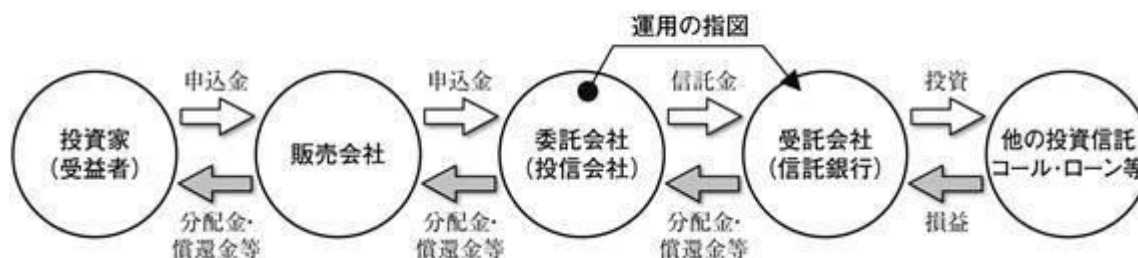 運用の指図
申込金
申込金
信託金
投資
投資家
(受益者)
販売会社
委託会社
(投信会社)
受託会社
(信託銀行)
他の投資信託
コール・ローン等
分配金・
償還金等
分配金・
償還金等
分配金・
償還金等
損益